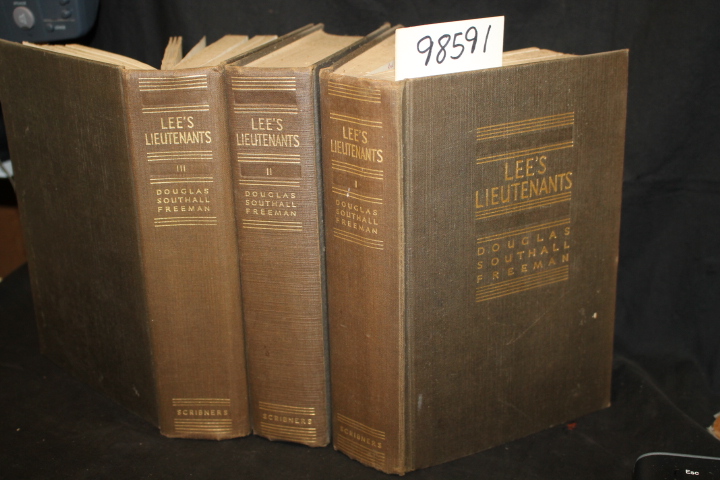 98591
LEE'S
LIEUTENANTS
III
DOUGLAS
SOUTHALL
FREEMAN
SCRIBNERS
LEE'S
LIEUTENANTS
II
DOUGLAS
SOUTHALL
FREEMAN
SCRIBNERS
LEE'S
LIEUTENANTS
I
DOUGLAS
SOUTHALL
FREEMAN
SCRIBNERS
LEE'S
LIEUTENANTS
DOUGLAS
SOUTHALL
FREEMAN
Esc